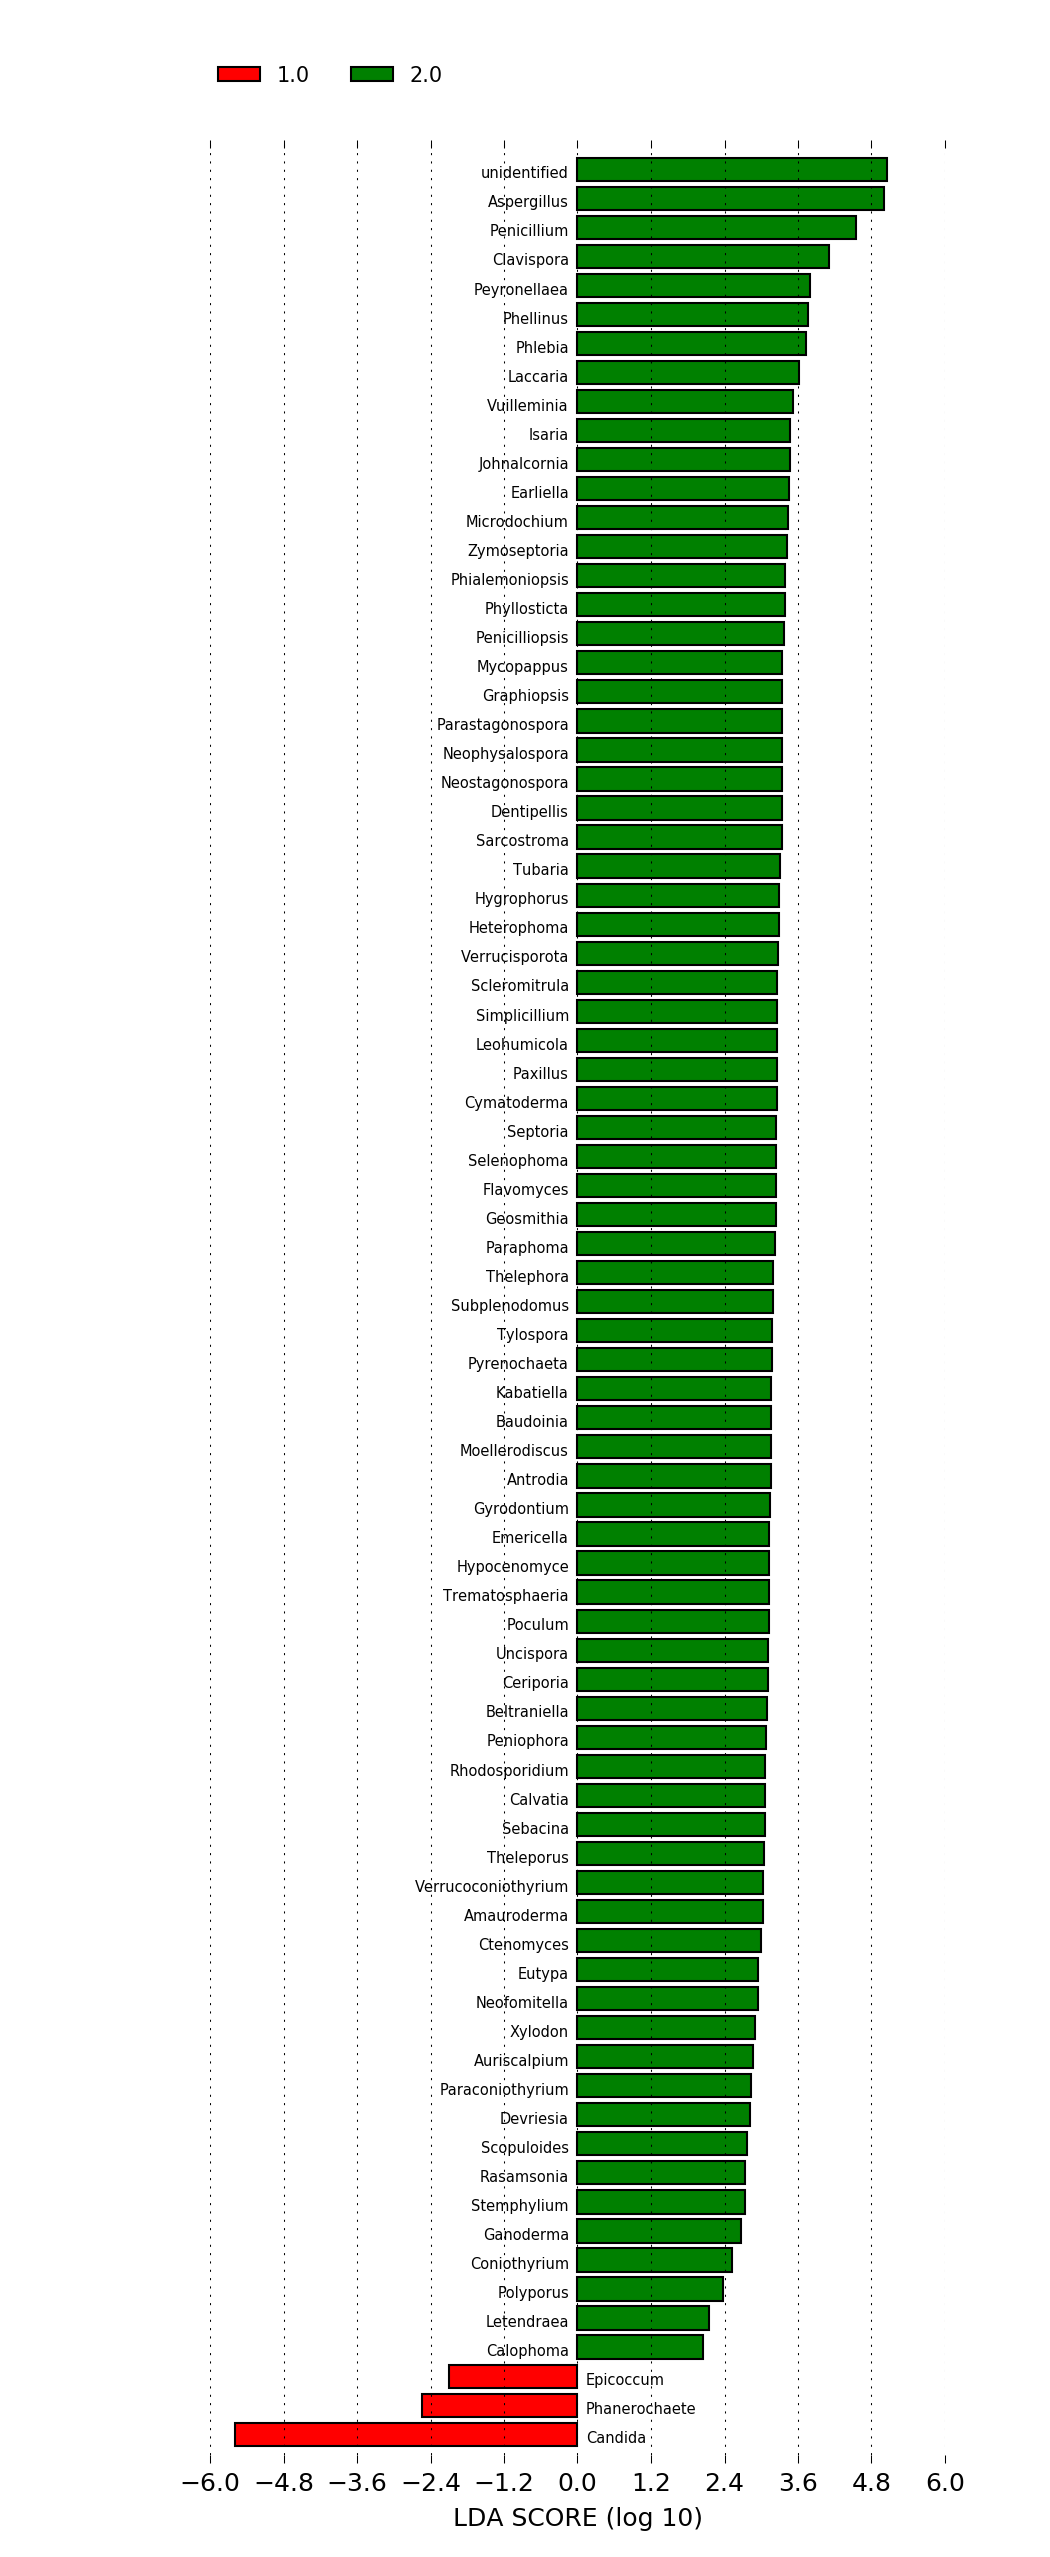 1.0 2.0
unidentified
Aspergillus
Penicillium
Clavispora
Peyronellaea
Phellinus
Phlebia
Laccaria
Vuilleminia
Isaria
Johnalcornia
Earliella
Microdochium
Zymoseptoria
Phialemoniopsis
Phyllosticta
Penicilliopsis
Mycopappus
Graphiopsis
Parastagonospora
Neophysalospora
Neostagonospora
Dentipellis
Sarcostroma
Tubaria
Hygrophorus
Heterophoma
Verrucisporota
Scleromitrula
Simplicillium
Leohumicola
Paxillus
Cymatoderma
Septoria
Selenophoma
Flavomyces
Geosmithia
Paraphoma
Thelephora
Subplenodomus
Tylospora
Pyrenochaeta
Kabatiella
Baudoinia
Moellerodiscus
Antrodia
Gyrodontium
Emericella
Hypocenomyce
Trematosphaeria
Poculum
Uncispora
Ceriporia
Beltraniella
Peniophora
Rhodosporidium
Calvatia
Sebacina
Theleporus
Verrucoconiothyrium
Amauroderma
Ctenomyces
Eutypa
Neofomitella
Xylodon
Auriscalpium
Paraconiothyrium
Devriesia
Scopuloides
Rasamsonia
Stemphylium
Ganoderma
Coniothyrium
Polyporus
Letendraea
Calophoma
Epicoccum
Phanerochaete
Candida
−6.0 −4.8 −3.6 −2.4 −1.2 0.0 1.2 2.4 3.6 4.8 6.0
LDA SCORE (log 10)